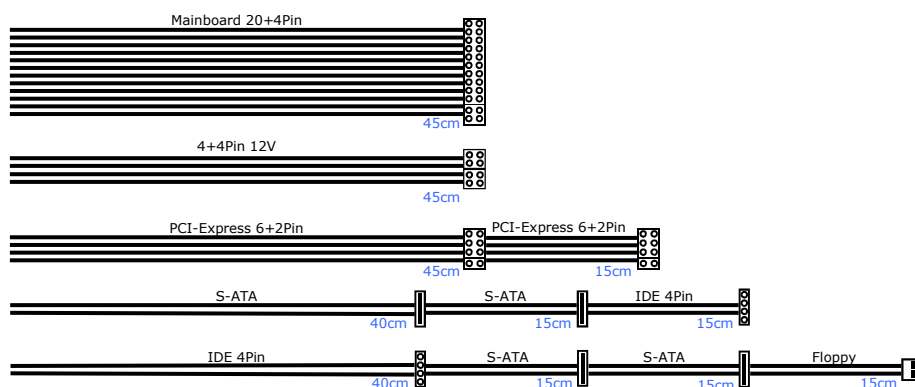 Mainboard 20+4Pin
45cm
4+4Pin 12V
45cm
PCI-Express 6+2Pin PCI-Express 6+2Pin
45cm 15cm
S-ATA S-ATA IDE 4Pin
40cm 15cm 15cm
IDE 4Pin S-ATA S-ATA Floppy
40cm 15cm 15cm 15cm